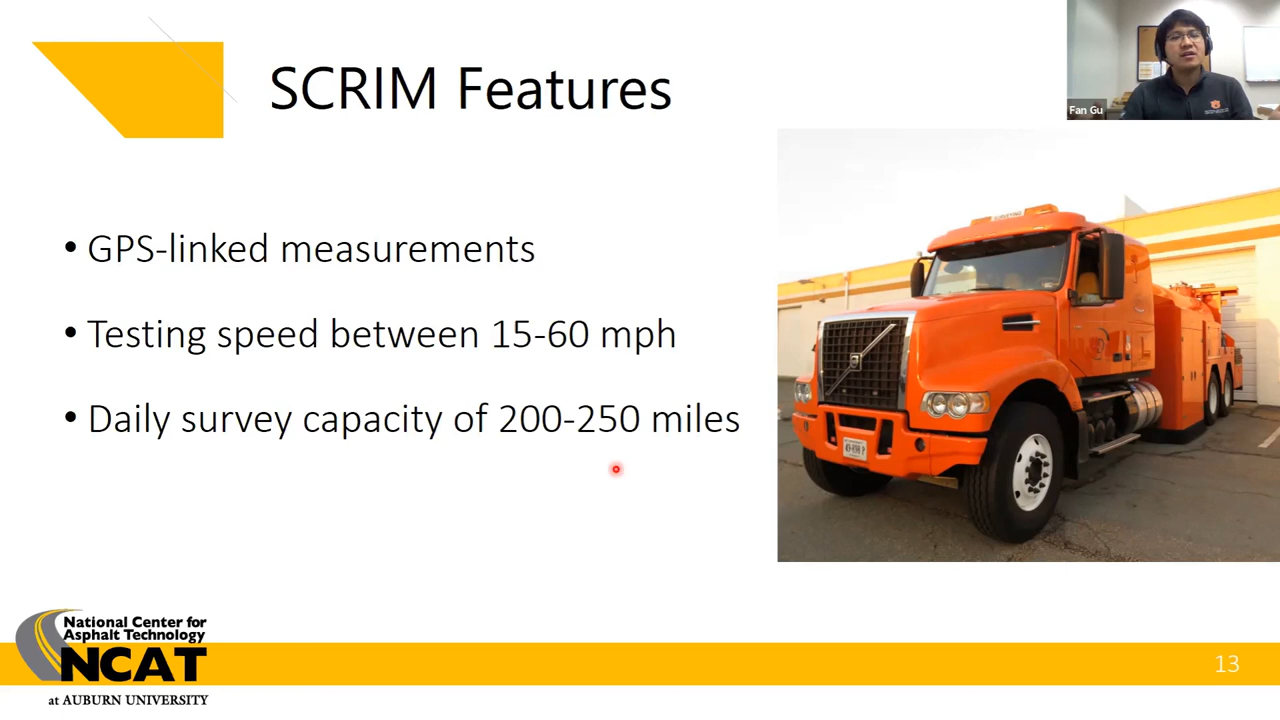 SCRIM Features
Fan Gu
• GPS-linked measurements
• Testing speed between 15-60 mph
• Daily survey capacity of 200-250 miles
SURVEYING
National Center for
Asphalt Technology
NCAT
at AUBURN UNIVERSITY
13